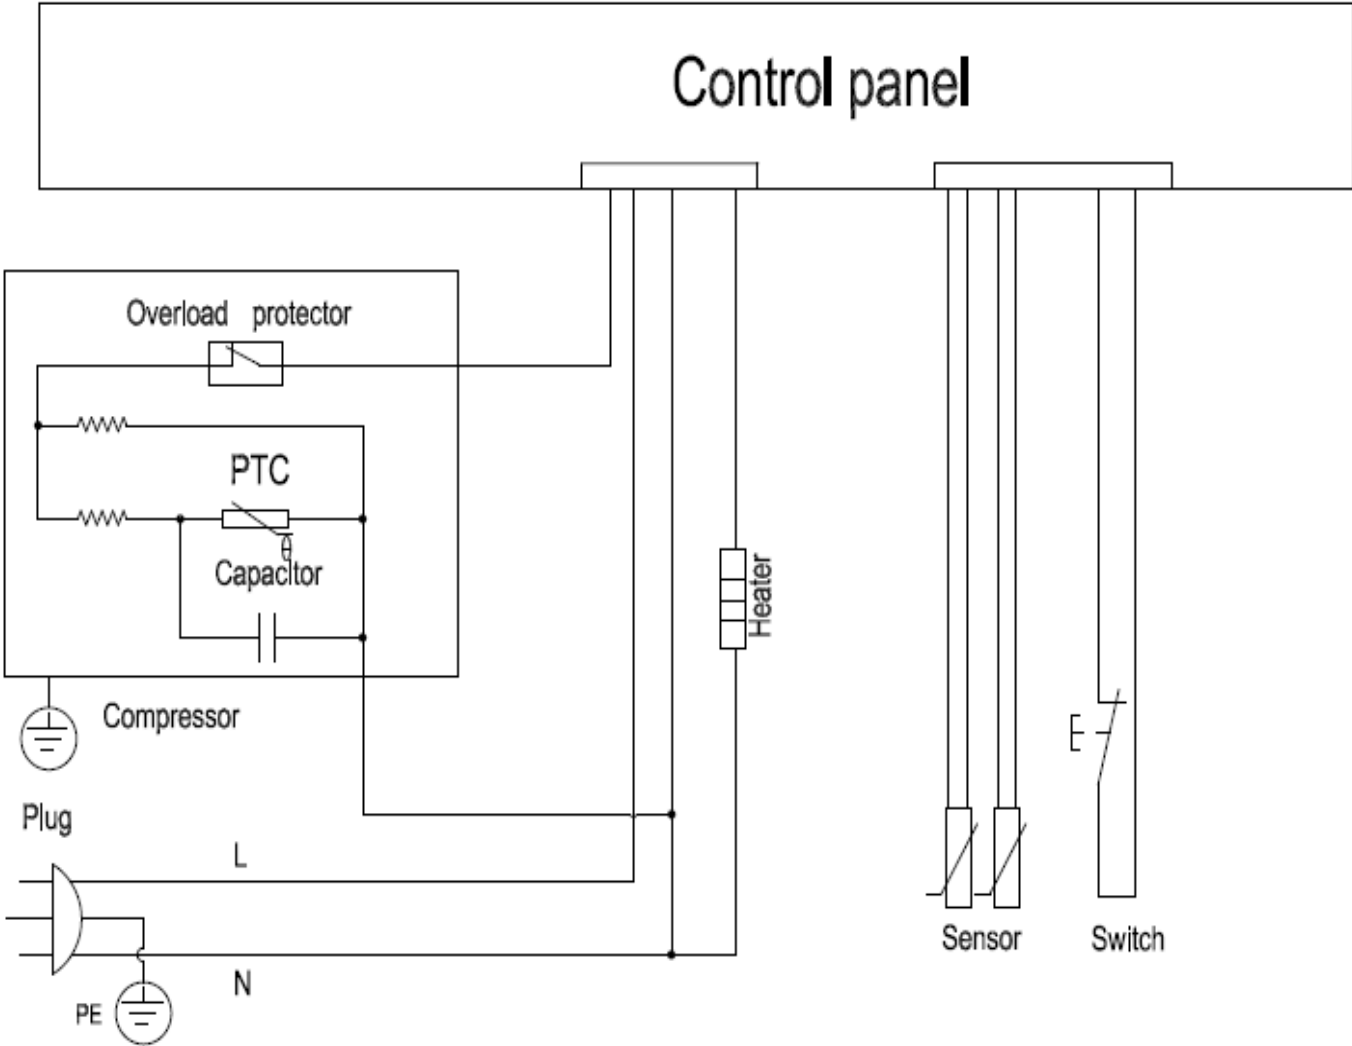 Control panel
Overload protector
PTC
θ
Capacitor
Heater
Compressor
Plug
L
N
PE
Sensor
Switch